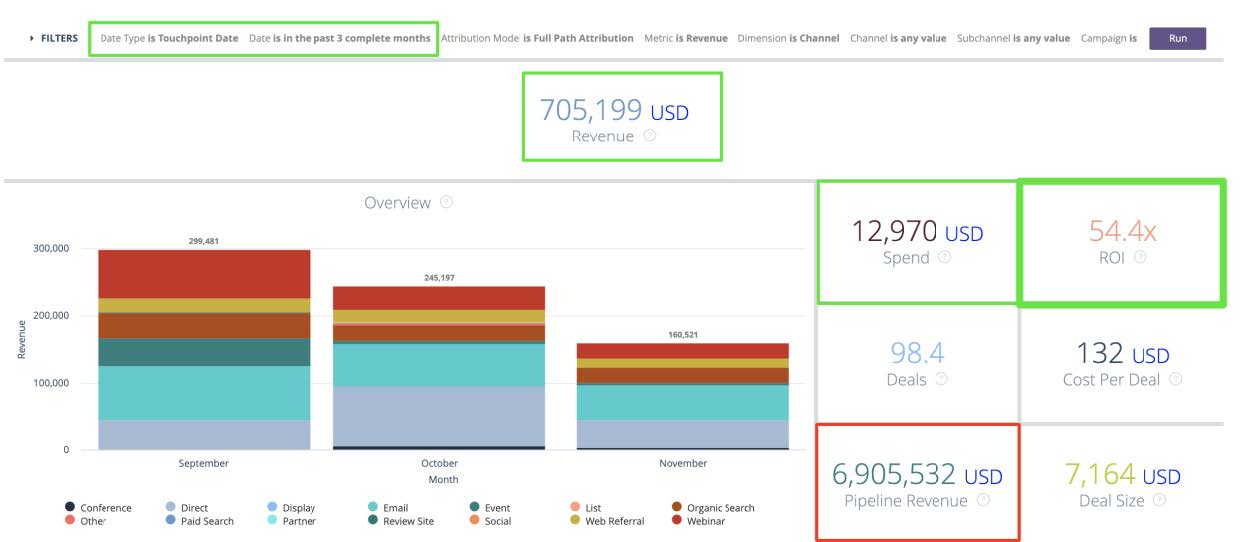 FILTERS Date Type is Touchpoint Date Date is in the past 3 complete months Attribution Mode is Full Path Attribution Metric is Revenue Dimension is Channel Channel is any value Subchannel is any value Campaign is Run
705,199 USD
Revenue ?
Overview ?
300,000
200,000
100,000
0
Revenue
299,481
245,197
160,521
September October November
Month
Conference Direct Display Email Event List Organic Search
Other Paid Search Partner Review Site Social Web Referral Webinar
12,970 USD
Spend ?
54.4x
ROI ?
98.4
Deals ?
132 USD
Cost Per Deal ?
6,905,532 USD
Pipeline Revenue ?
7,164 USD
Deal Size ?